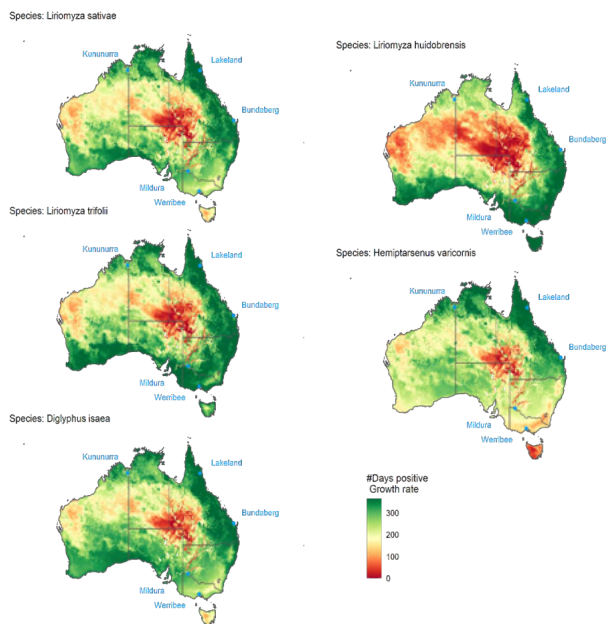 Species: Liriomyza sativae
Kununurra
Lakeland
Bundaberg
Mildura
Werribee
Species: Liriomyza trifolii
Kununurra
Lakeland
Bundaberg
Mildura
Werribee
Species: Diglyphus isaea
Kununurra
Lakeland
Bundaberg
Mildura
Werribee
Species: Liriomyza huidobrensis
Kununurra
Lakeland
Bundaberg
Mildura
Werribee
Species: Hemiptarsenus varicornis
Kununurra
Lakeland
Bundaberg
Mildura
Werribee
#Days positive
Growth rate
300
200
100
0